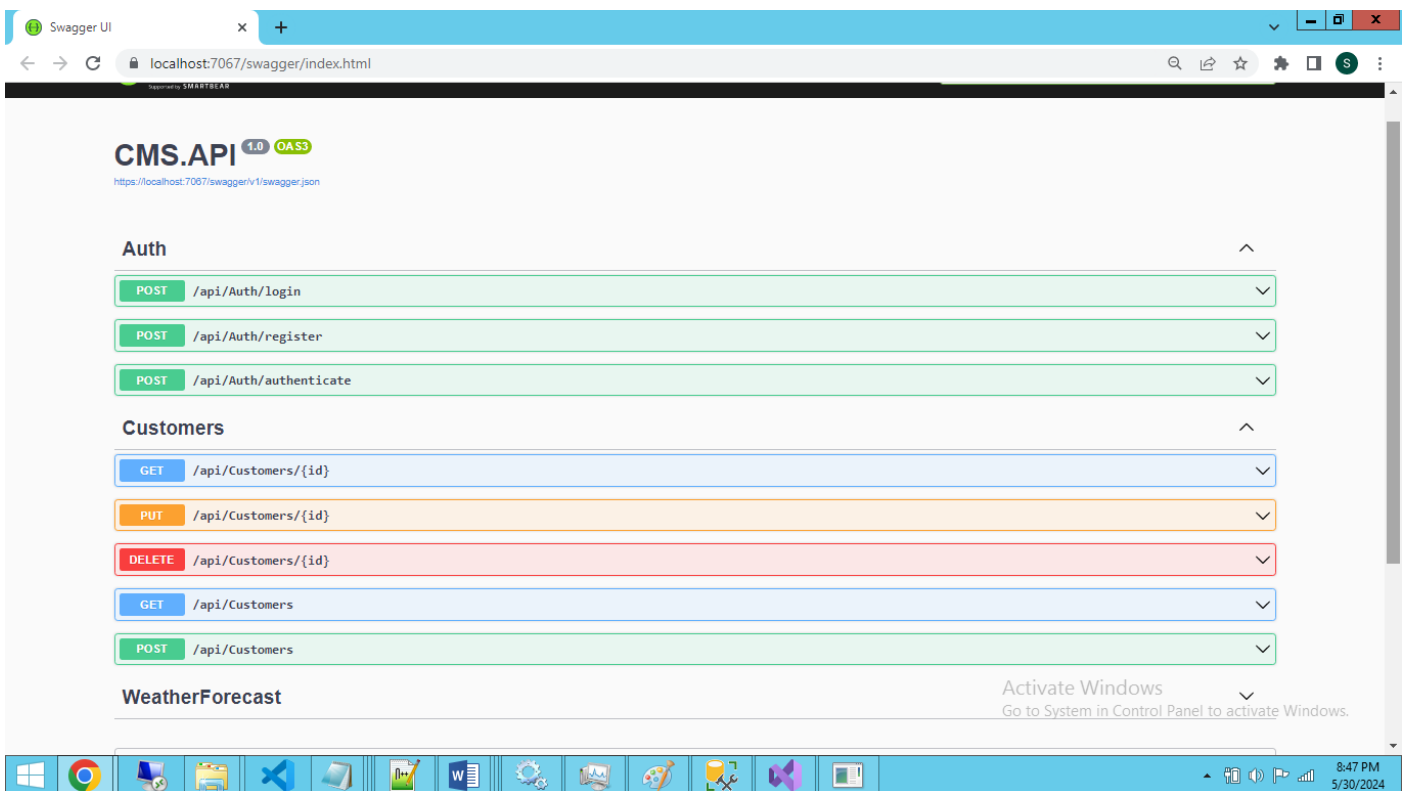 Swagger UI
localhost:7067/swagger/index.html
S
Supported by SMARTBEAR
CMS.API 1.0 OAS3
https://localhost:7067/swagger/v1/swagger.json
Auth
POST /api/Auth/login
POST /api/Auth/register
POST /api/Auth/authenticate
Customers
GET /api/Customers/{id}
PUT /api/Customers/{id}
DELETE /api/Customers/{id}
GET /api/Customers
POST /api/Customers
WeatherForecast
Activate Windows
Go to System in Control Panel to activate Windows.
8:47 PM
5/30/2024